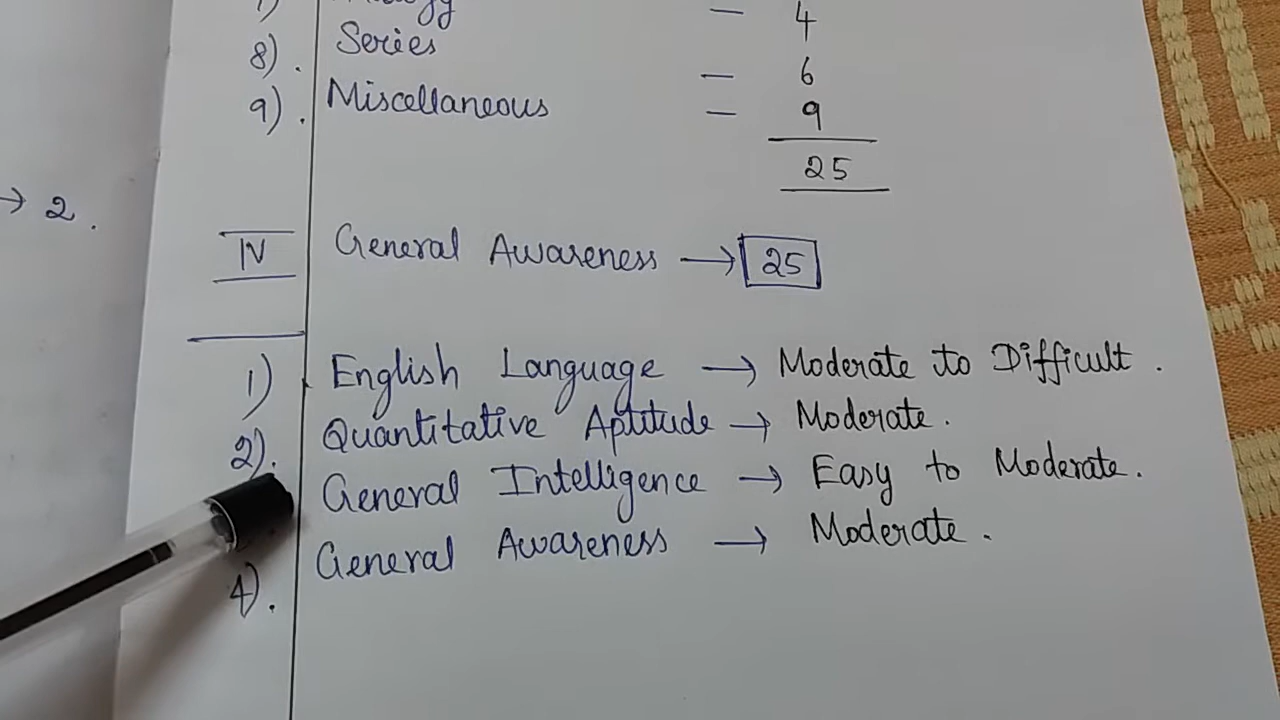 — 4
8). Series
— 6
9). Miscellaneous — 9
25
→ 2.
IV General Awareness → 25
1) English Language → Moderate to Difficult.
2). Quantitative Aptitude → Moderate.
General Intelligence → Easy to Moderate.
4). General Awareness → Moderate.